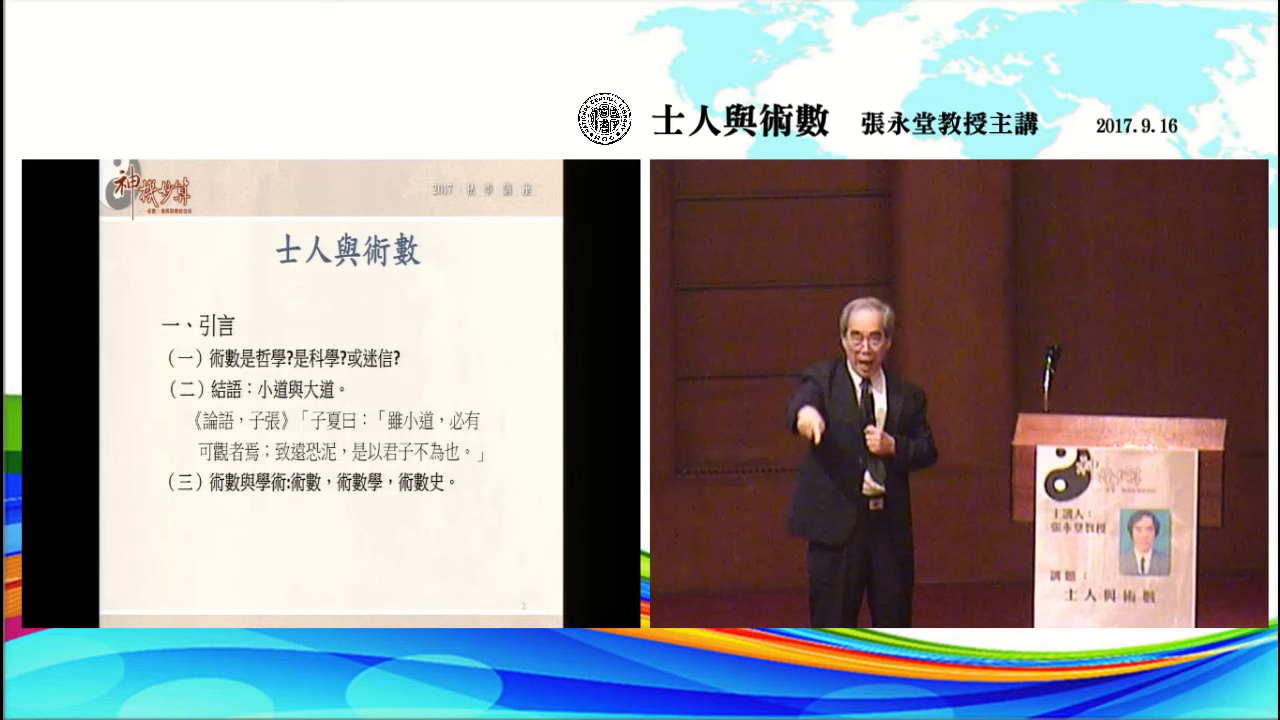 士人與術數 張永堂教授主講 2017.9.16
神機妙算
2017 秋季講座
士人與術數
一、引言
（一）術數是哲學?是科學?或迷信?
（二）結語：小道與大道。
《論語，子張》「子夏曰：「雖小道，必有
可觀者焉；致遠恐泥，是以君子不為也。」
（三）術數與學術:術數，術數學，術數史。
主講人：
張永堂教授
講題：
士人與術數